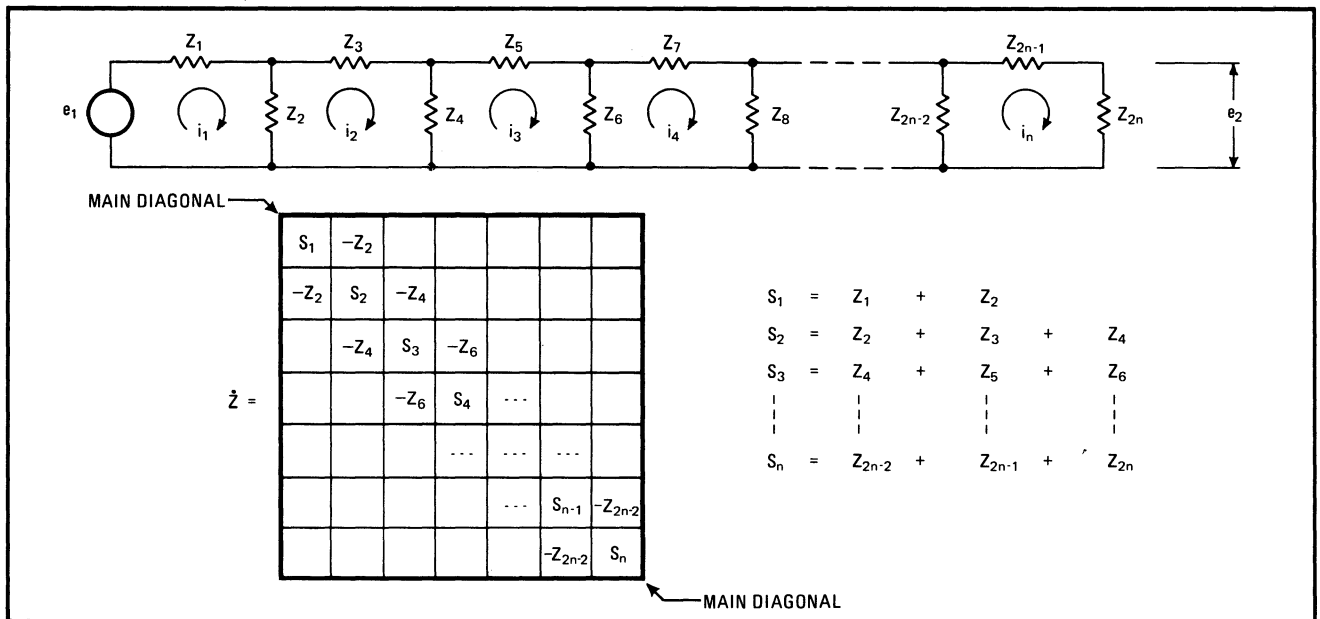 Z₁ Z₃ Z₅ Z₇ Z₂ₙ₋₁
e₁ i₁ Z₂ i₂ Z₄ i₃ Z₆ i₄ Z₈ Z₂ₙ₋₂ iₙ Z₂ₙ e₂
MAIN DIAGONAL
S₁ −Z₂
−Z₂ S₂ −Z₄
−Z₄ S₃ −Z₆
Ż = −Z₆ S₄ ---
--- --- ---
--- Sₙ₋₁ −Z₂ₙ₋₂
−Z₂ₙ₋₂ Sₙ
MAIN DIAGONAL
S₁ = Z₁ + Z₂
S₂ = Z₂ + Z₃ + Z₄
S₃ = Z₄ + Z₅ + Z₆
Sₙ = Z₂ₙ₋₂ + Z₂ₙ₋₁ + Z₂ₙ